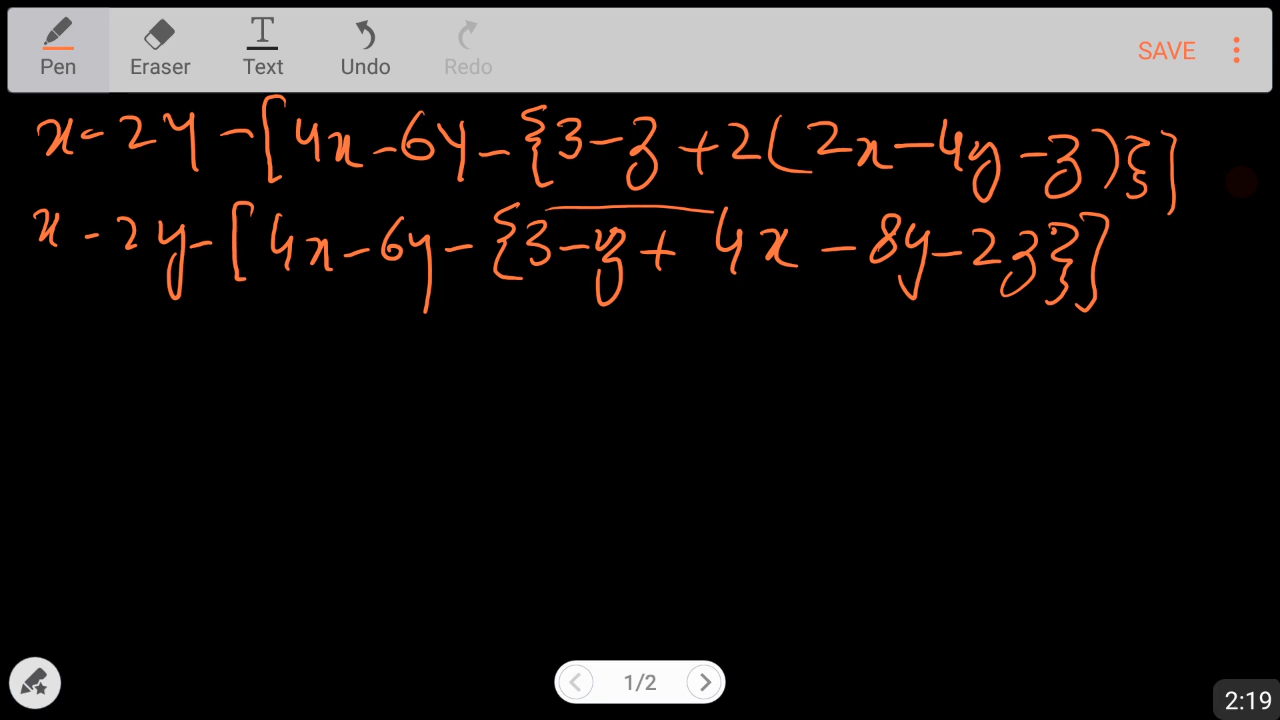 Pen Eraser Text Undo Redo SAVE
x - 2y - [4x - 6y - {3 - z + 2(2x - 4y - z)}]
x - 2y - [4x - 6y - {3 - z + 4x - 8y - 2z}]
1/2
2:19